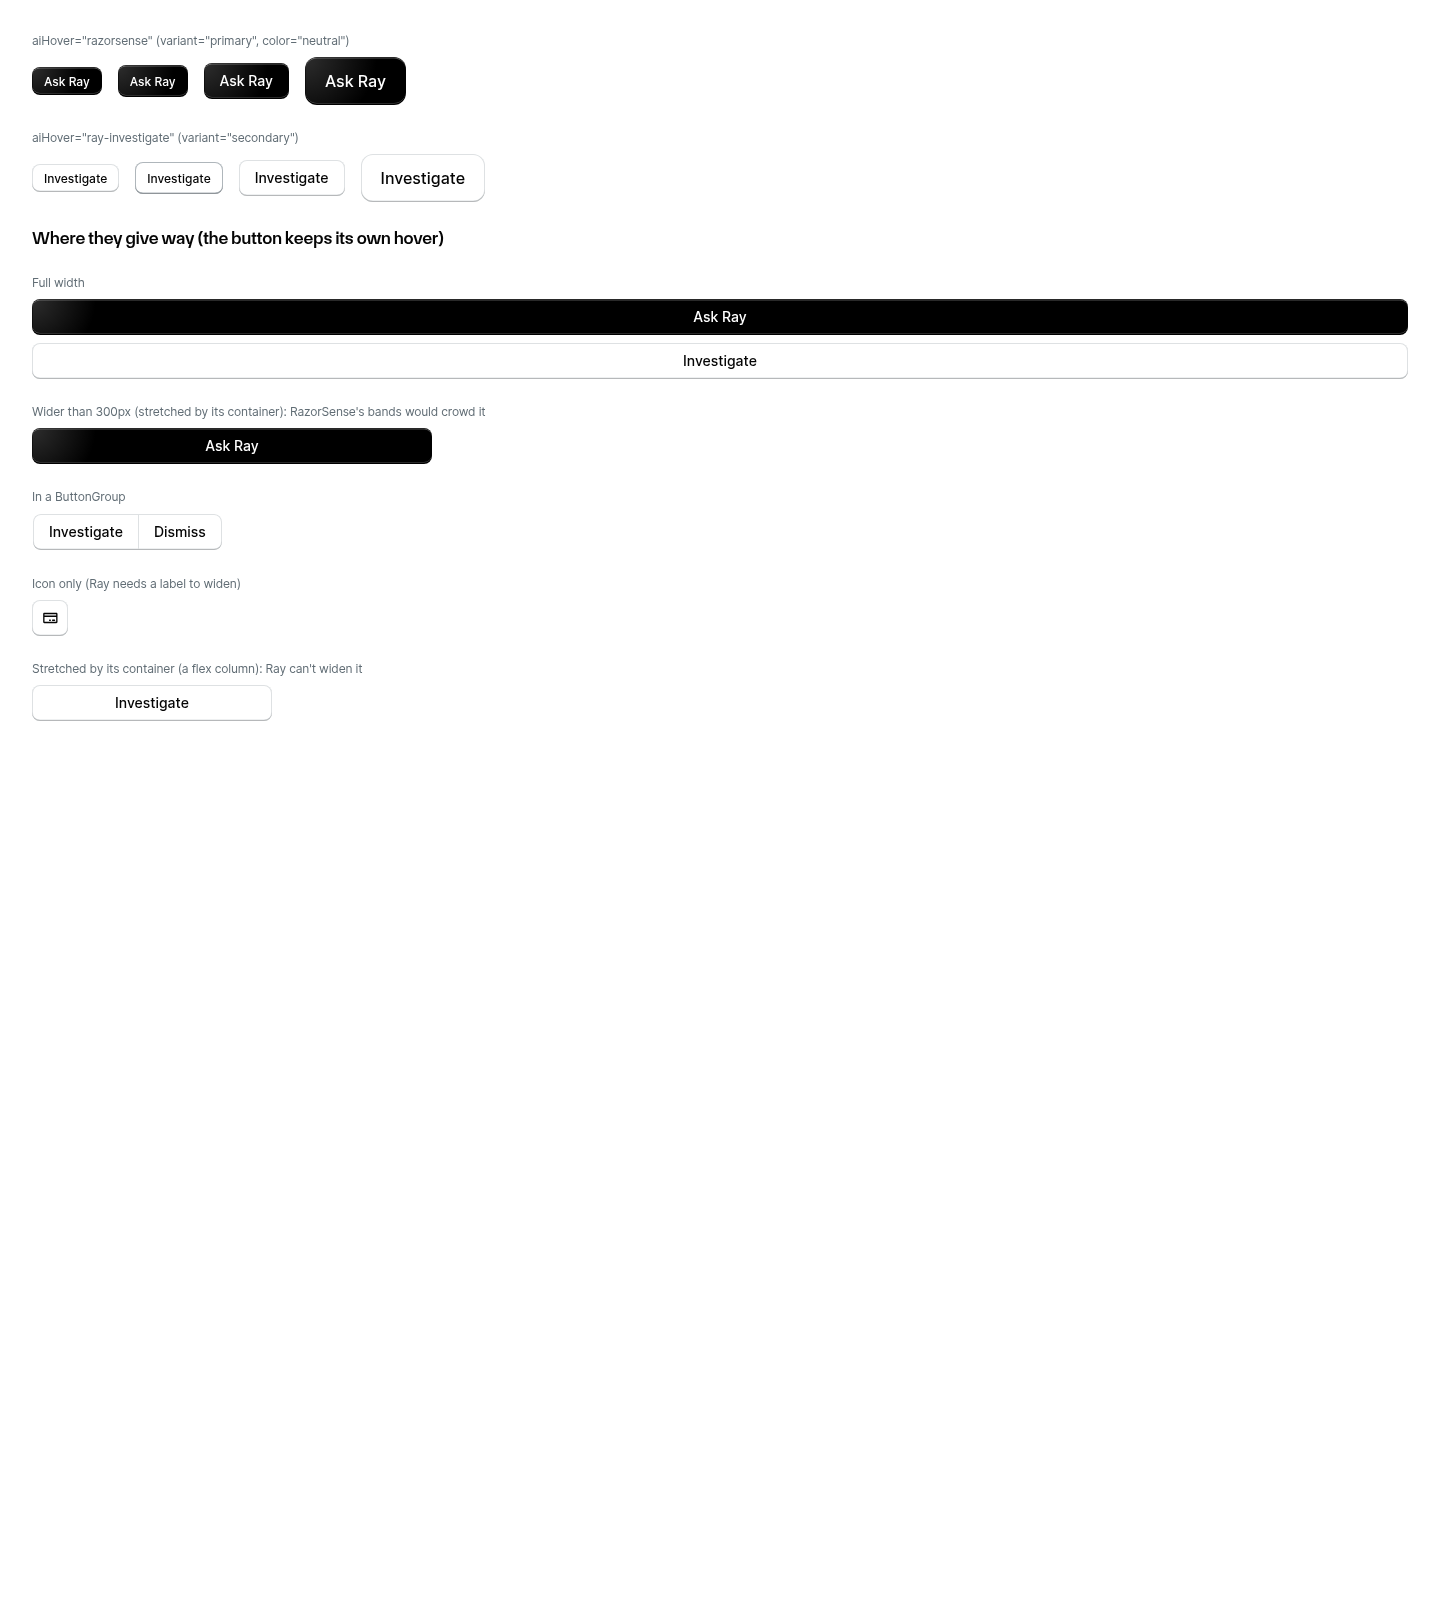 aiHover="razorsense" (variant="primary", color="neutral")
Ask Ray Ask Ray Ask Ray Ask Ray
aiHover="ray-investigate" (variant="secondary")
Investigate Investigate Investigate Investigate
Where they give way (the button keeps its own hover)
Full width
Ask Ray
Investigate
Wider than 300px (stretched by its container): RazorSense's bands would crowd it
Ask Ray
In a ButtonGroup
Investigate Dismiss
Icon only (Ray needs a label to widen)
Stretched by its container (a flex column): Ray can't widen it
Investigate